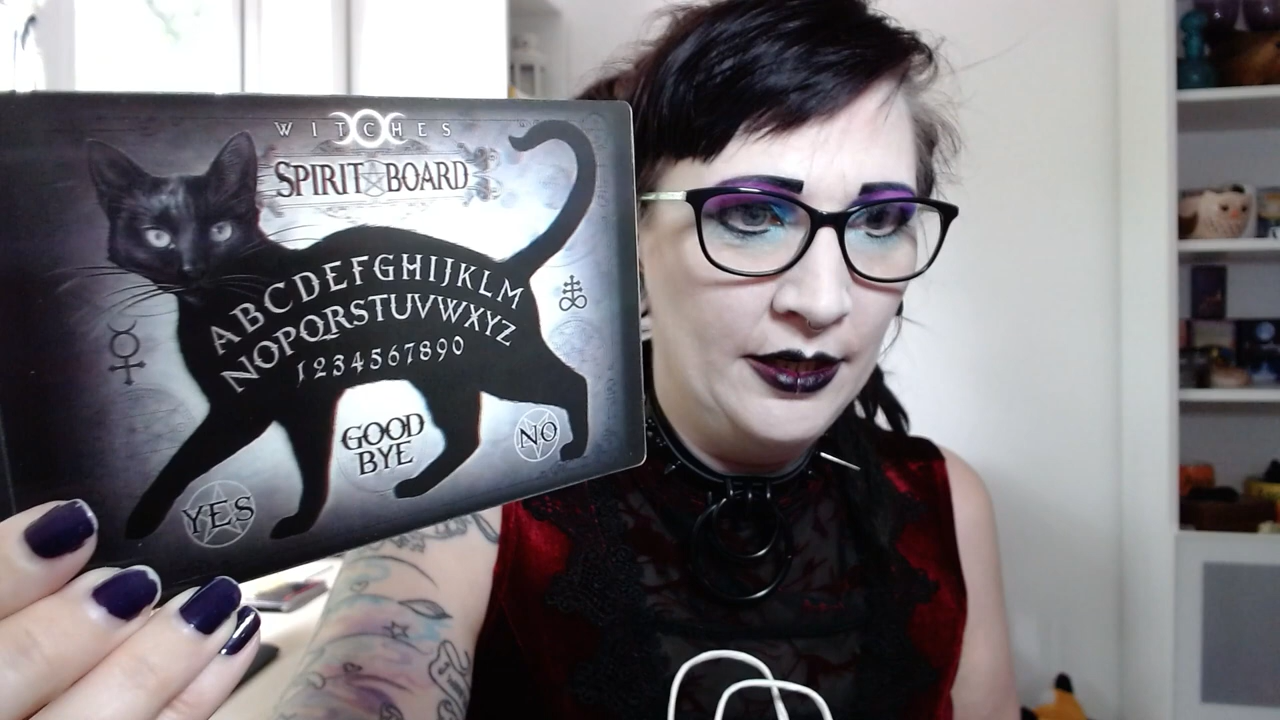 WITCHES
SPIRIT BOARD
ABCDEFGHIJKLM
NOPQRSTUVWXYZ
1234567890
GOOD
BYE
YES
NO